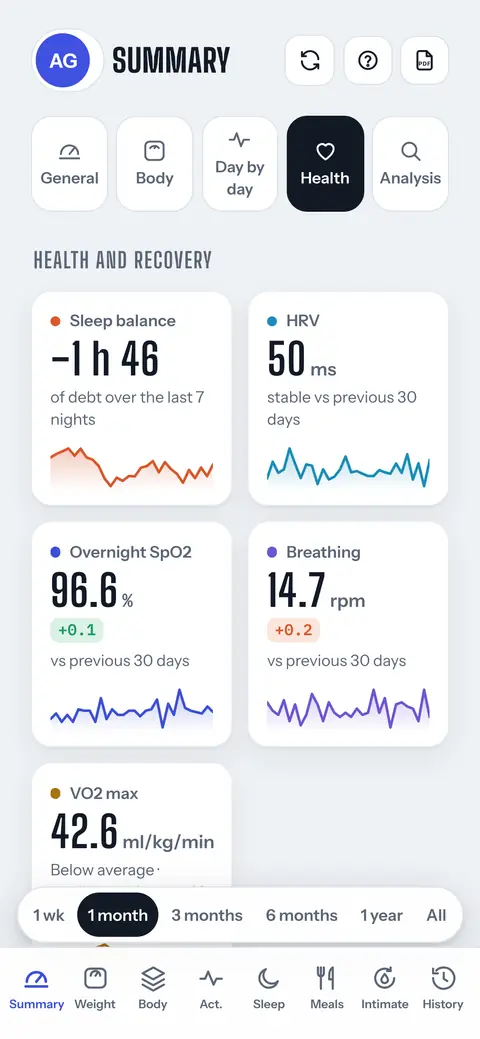 AG
SUMMARY
PDF
General
Body
Day by
day
Health
Analysis
HEALTH AND RECOVERY
Sleep balance
−1 h 46
of debt over the last 7
nights
HRV
50 ms
stable vs previous 30
days
Overnight SpO2
96.6 %
+0.1
vs previous 30 days
Breathing
14.7 rpm
+0.2
vs previous 30 days
VO2 max
42.6 ml/kg/min
Below average ·
1 wk
1 month
3 months
6 months
1 year
All
Summary
Weight
Body
Act.
Sleep
Meals
Intimate
History